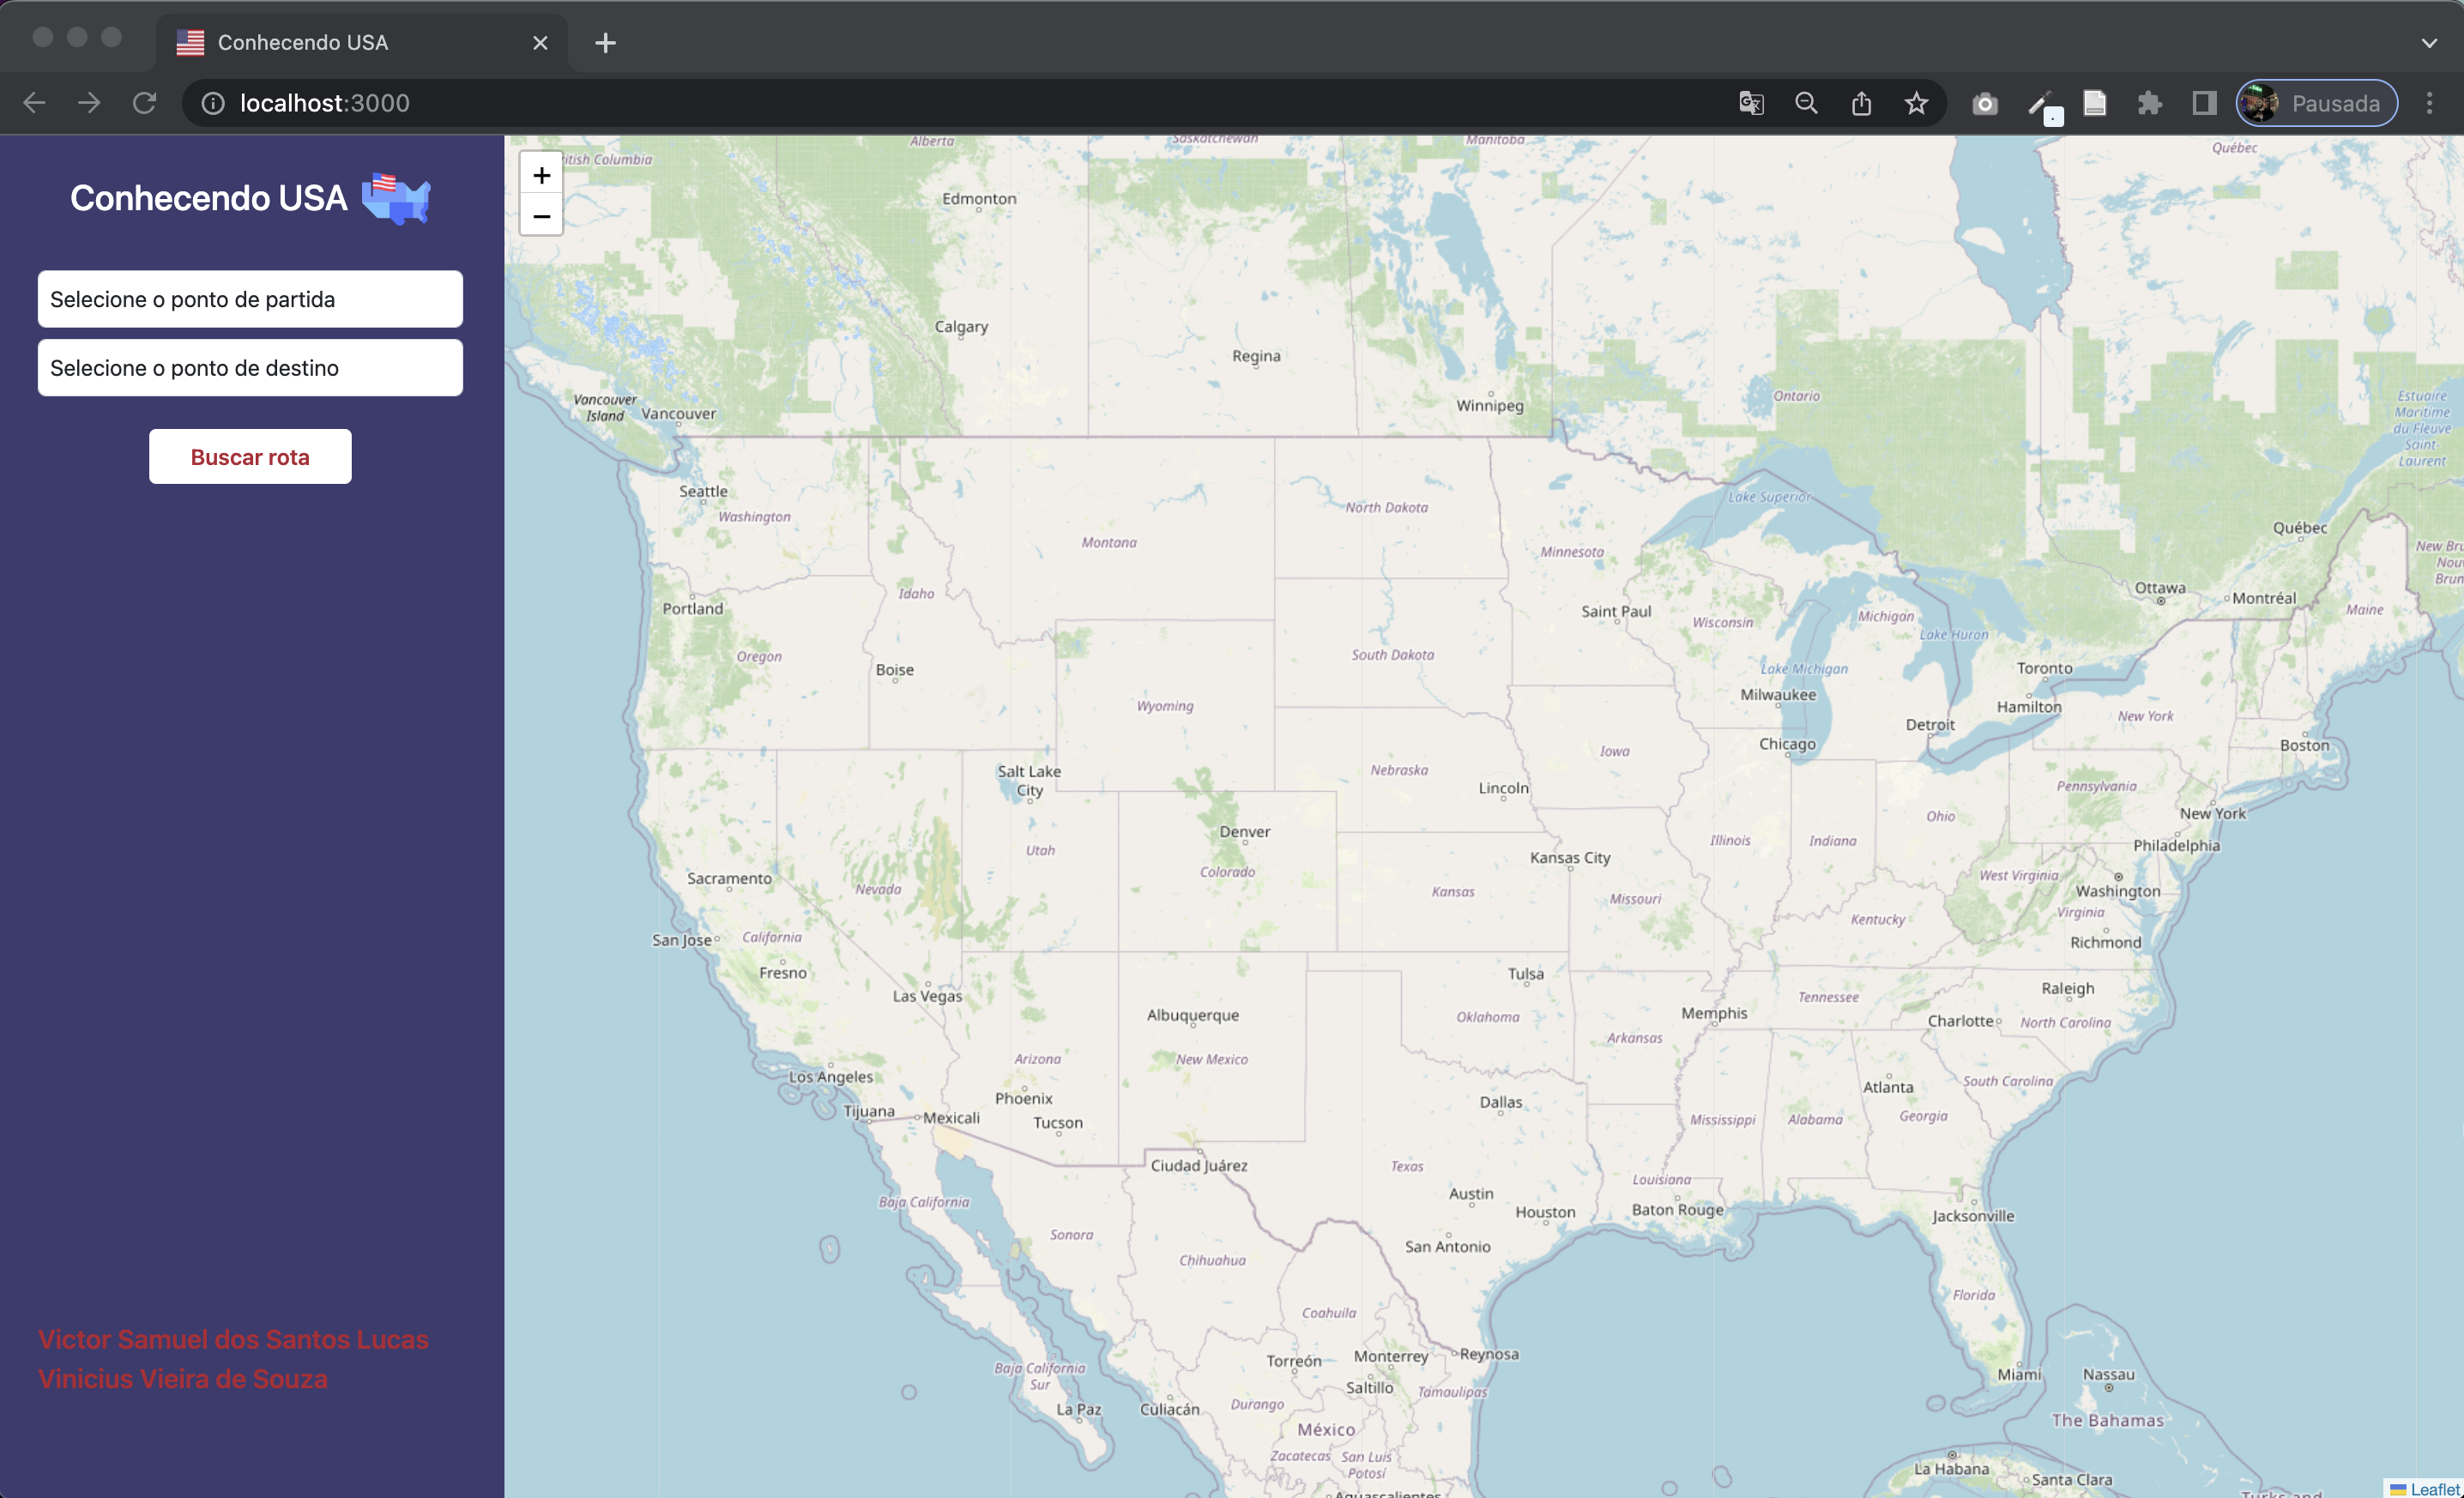 Conhecendo USA
localhost:3000
Pausada
Conhecendo USA
Selecione o ponto de partida
Selecione o ponto de destino
Buscar rota
Victor Samuel dos Santos Lucas
Vinicius Vieira de Souza
+
−
Alberta
Saskatchewan
Manitoba
Québec
Edmonton
Calgary
Regina
Winnipeg
Ontario
Vancouver
Island
Vancouver
Estuaire
Maritime
du Fleuve
Saint-
Laurent
Seattle
Washington
North Dakota
Lake Superior
Montana
Minnesota
Québec
Idaho
Portland
Saint Paul
Wisconsin
Michigan
Lake Huron
Ottawa
Montréal
Maine
Oregon
Boise
South Dakota
Lake Michigan
Toronto
Milwaukee
Hamilton
Wyoming
Detroit
New York
Chicago
Boston
Iowa
Salt Lake
City
Nebraska
Lincoln
Pennsylvania
New York
Ohio
Denver
Utah
Colorado
Illinois
Indiana
Philadelphia
Kansas City
Sacramento
Nevada
Kansas
Missouri
West Virginia
Washington
Virginia
Kentucky
San Jose
California
Richmond
Fresno
Las Vegas
Tulsa
Raleigh
Albuquerque
Oklahoma
Memphis
Tennessee
Charlotte
North Carolina
Arkansas
Arizona
New Mexico
Los Angeles
Phoenix
Dallas
Atlanta
South Carolina
Tijuana
Mexicali
Tucson
Mississippi
Alabama
Georgia
Ciudad Juárez
Texas
Louisiana
Baja California
Austin
Houston
Baton Rouge
Jacksonville
Sonora
San Antonio
Chihuahua
Florida
Coahuila
Torreón
Monterrey
Reynosa
Baja California
Sur
Saltillo
Tamaulipas
Miami
Nassau
La Paz
Culiacán
Durango
México
The Bahamas
Zacatecas
San Luis
Potosí
La Habana
Santa Clara
Leaflet